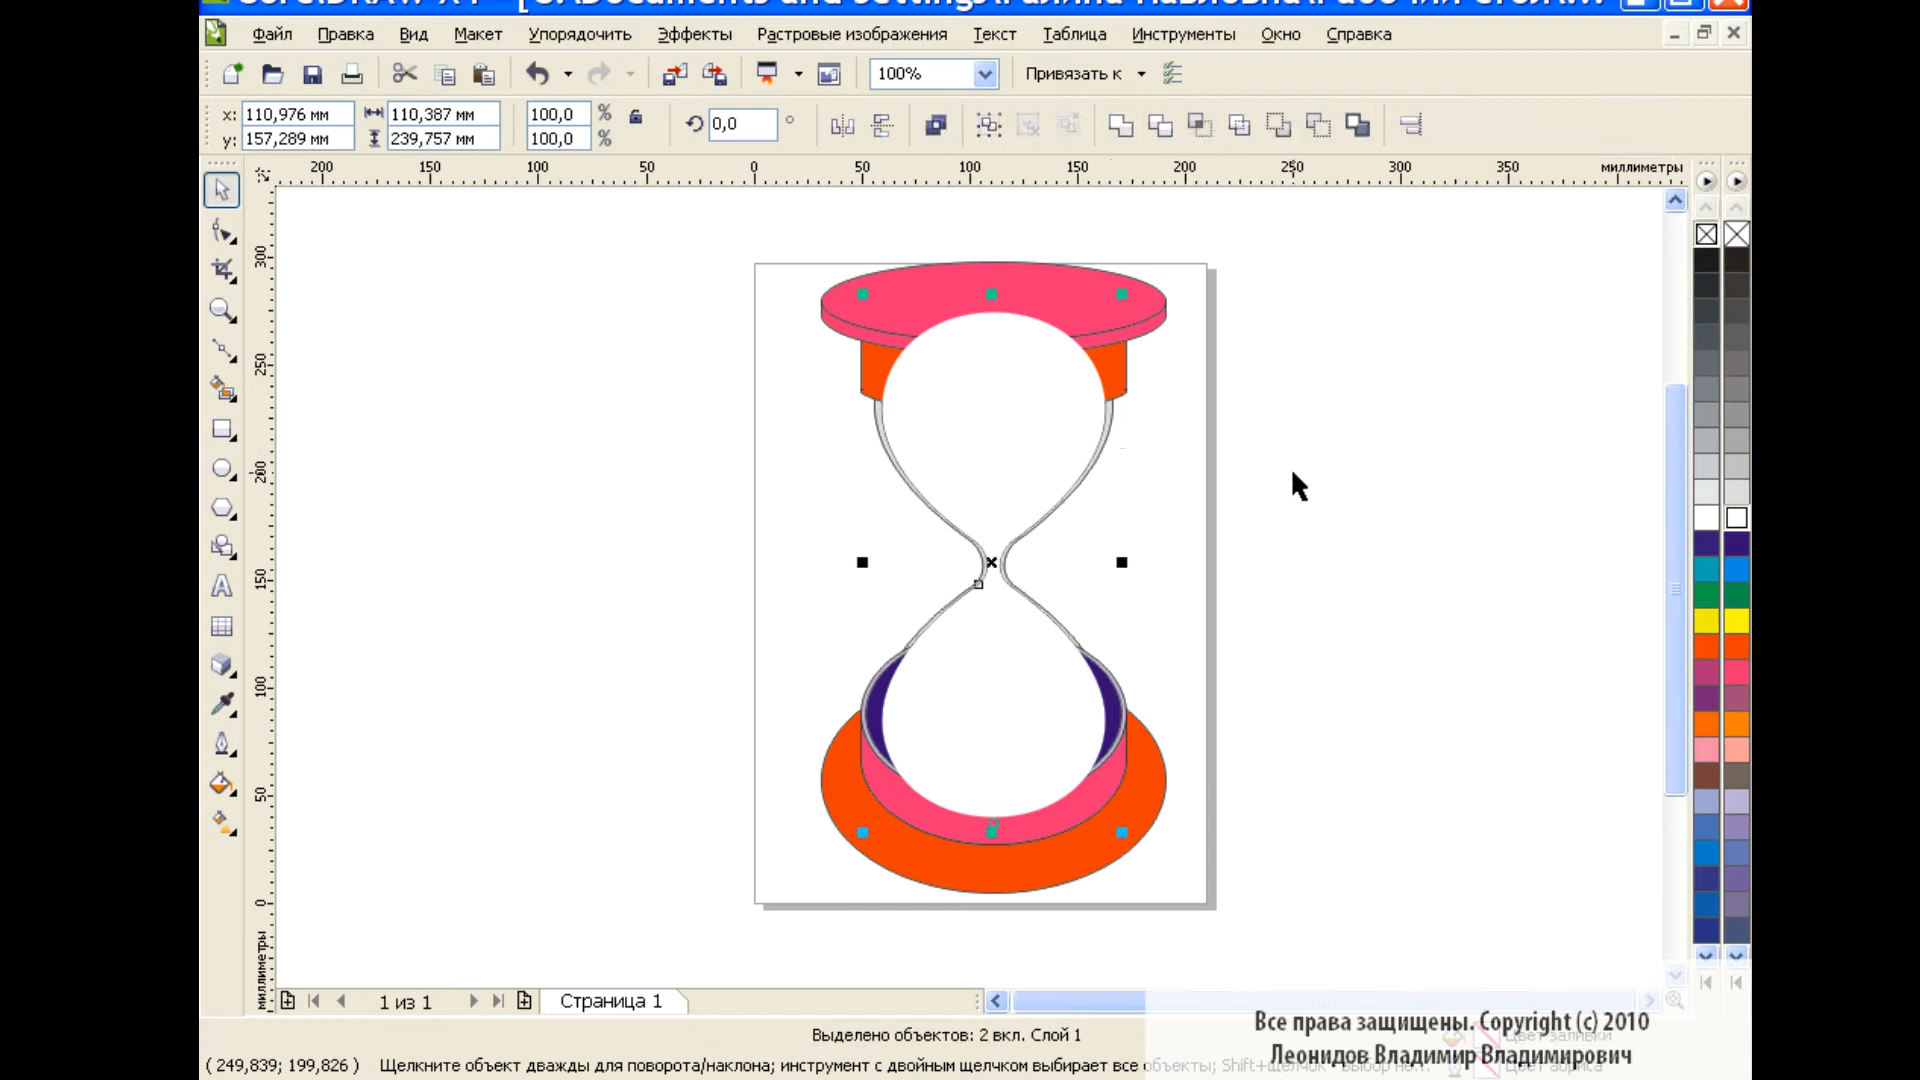 Файл Правка Вид Макет Упорядочить Эффекты Растровые изображения Текст Таблица Инструменты Окно Справка
100% Привязать к
x: 110,976 мм 110,387 мм 100,0 % 0,0 °
y: 157,289 мм 239,757 мм 100,0 %
200 150 100 50 0 50 100 150 200 250 300 350 миллиметры
300
250
200
150
100
50
0
миллиметры
1 из 1 Страница 1
Выделено объектов: 2 вкл. Слой 1
Все права защищены. Copyright (c) 2010
Леонидов Владимир Владимирович
( 249,839; 199,826 ) Щелкните объект дважды для поворота/наклона; инструмент с двойным щелчком выбирает все объекты;